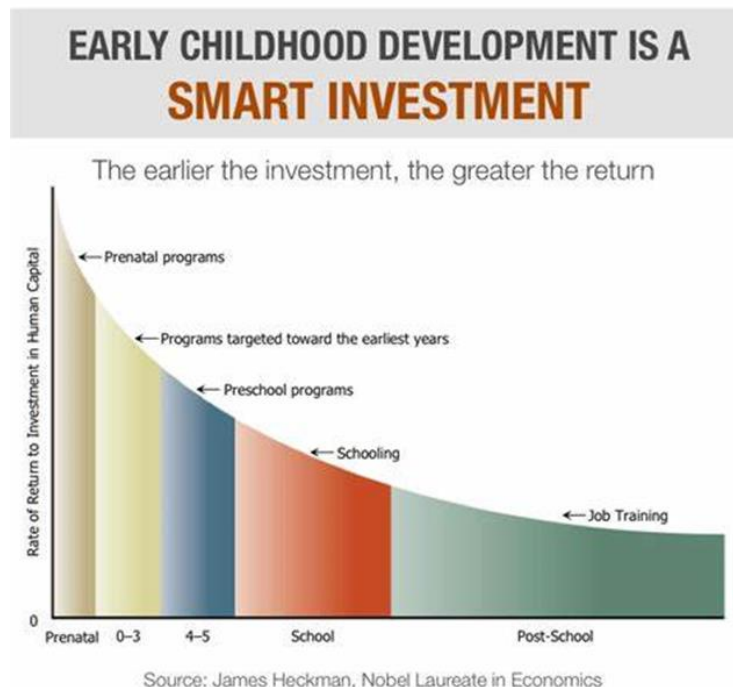 EARLY CHILDHOOD DEVELOPMENT IS A
SMART INVESTMENT
The earlier the investment, the greater the return
Rate of Return to Investment in Human Capital
Prenatal programs
Programs targeted toward the earliest years
Preschool programs
Schooling
Job Training
0
Prenatal 0–3 4–5 School Post-School
Source: James Heckman, Nobel Laureate in Economics